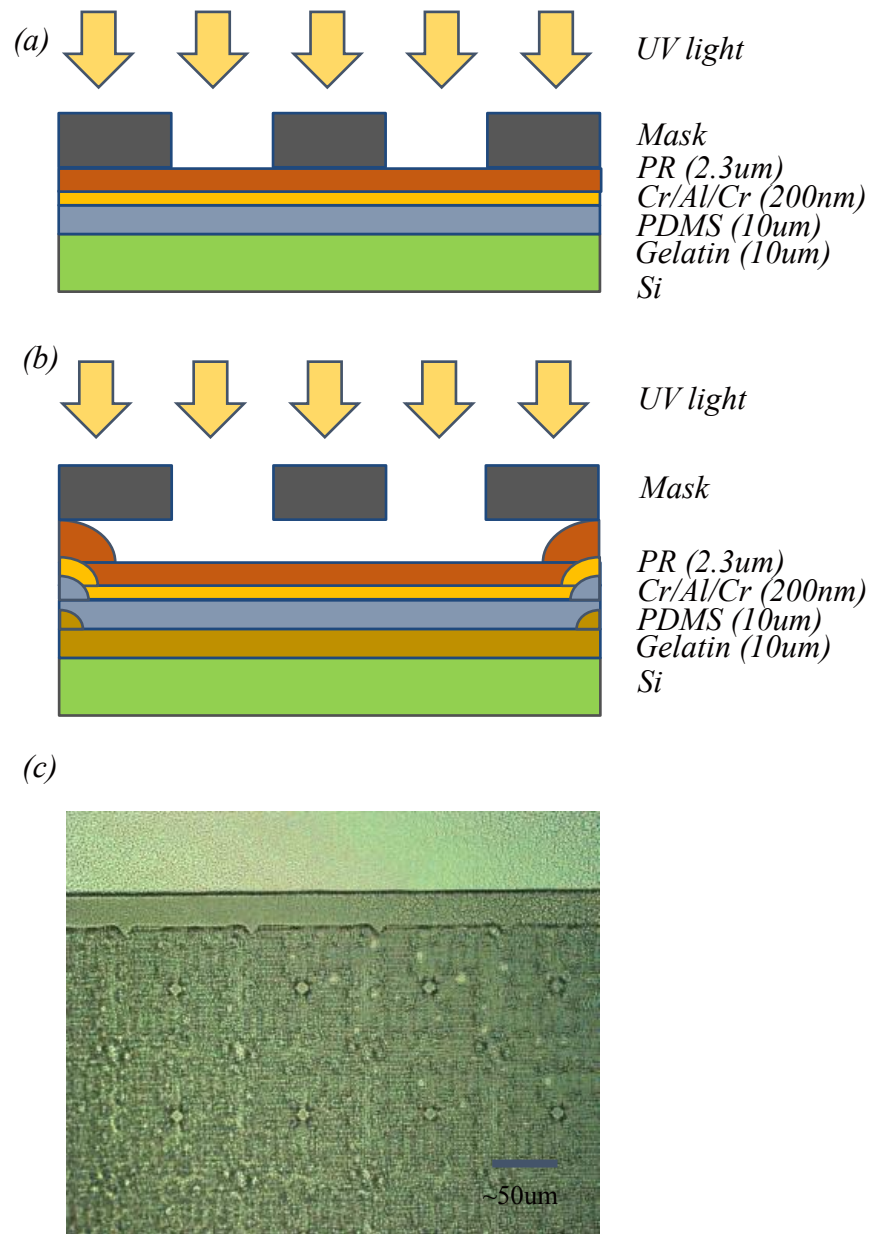 (a)
UV light
Mask
PR (2.3um)
Cr/Al/Cr (200nm)
PDMS (10um)
Gelatin (10um)
Si
(b)
UV light
Mask
PR (2.3um)
Cr/Al/Cr (200nm)
PDMS (10um)
Gelatin (10um)
Si
(c)
~50um